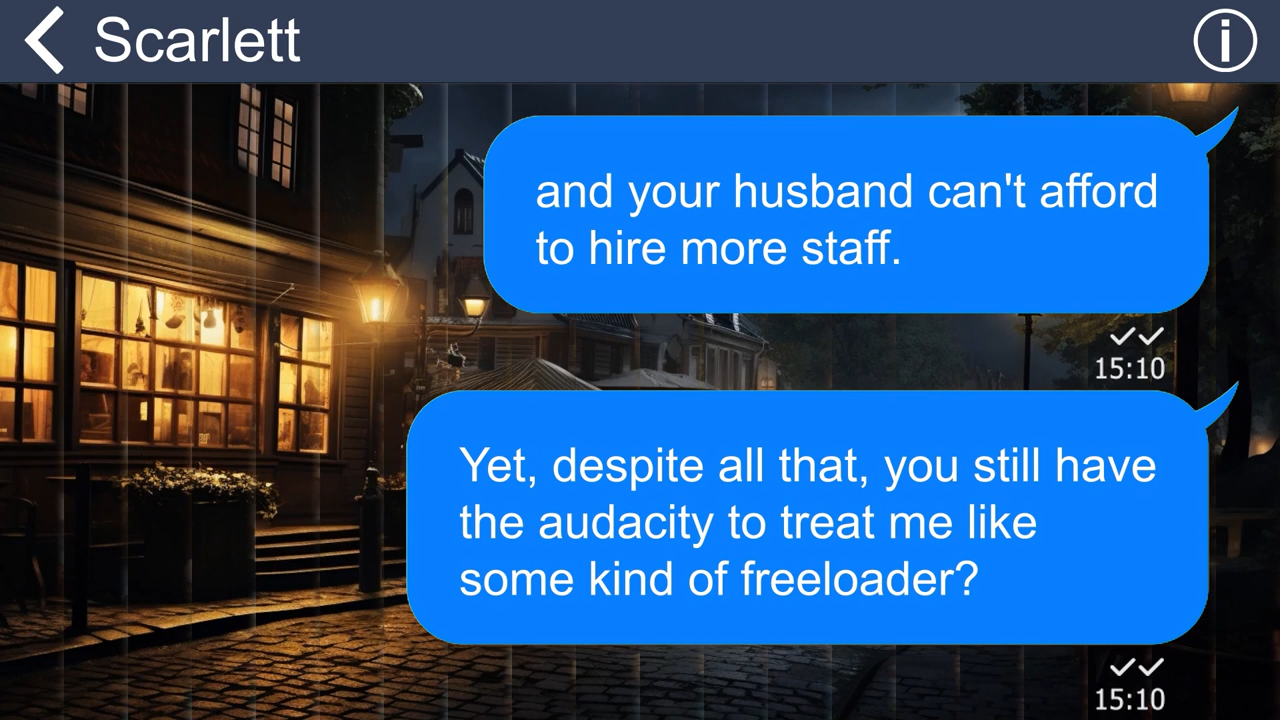 Scarlett
and your husband can't afford
to hire more staff.
15:10
Yet, despite all that, you still have
the audacity to treat me like
some kind of freeloader?
15:10